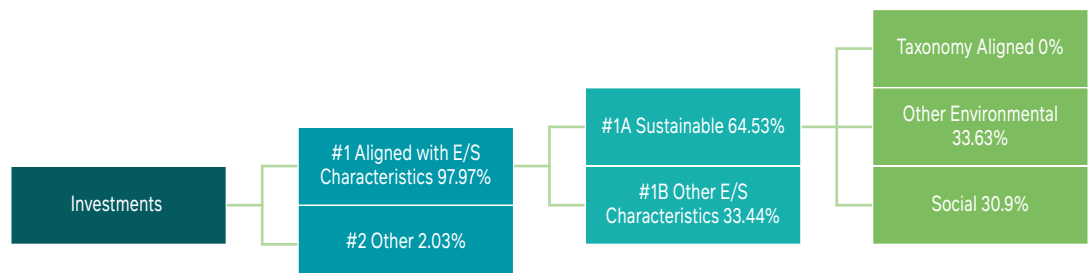 Investments
#1 Aligned with E/S
Characteristics 97.97%
#2 Other 2.03%
#1A Sustainable 64.53%
#1B Other E/S
Characteristics 33.44%
Taxonomy Aligned 0%
Other Environmental
33.63%
Social 30.9%